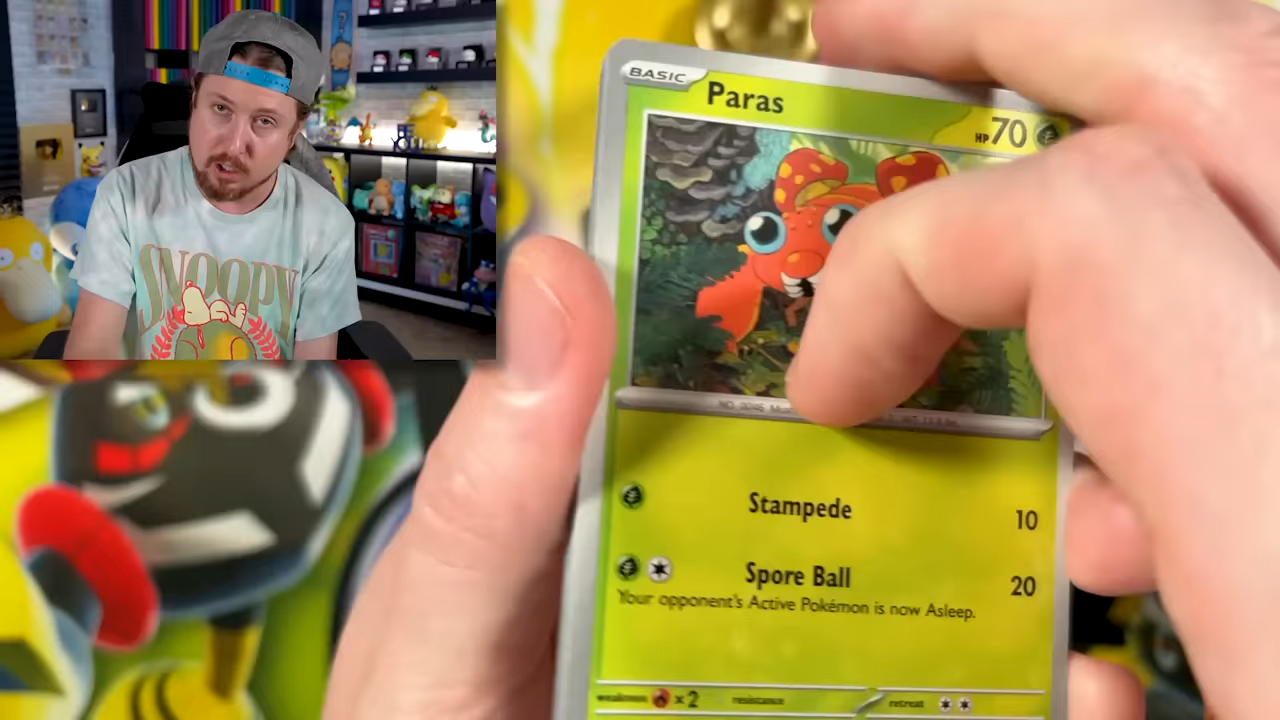 BASIC
Paras
HP 70
SNOOPY
Stampede 10
Spore Ball 20
Your opponent's Active Pokémon is now Asleep.
weakness x2 resistance retreat